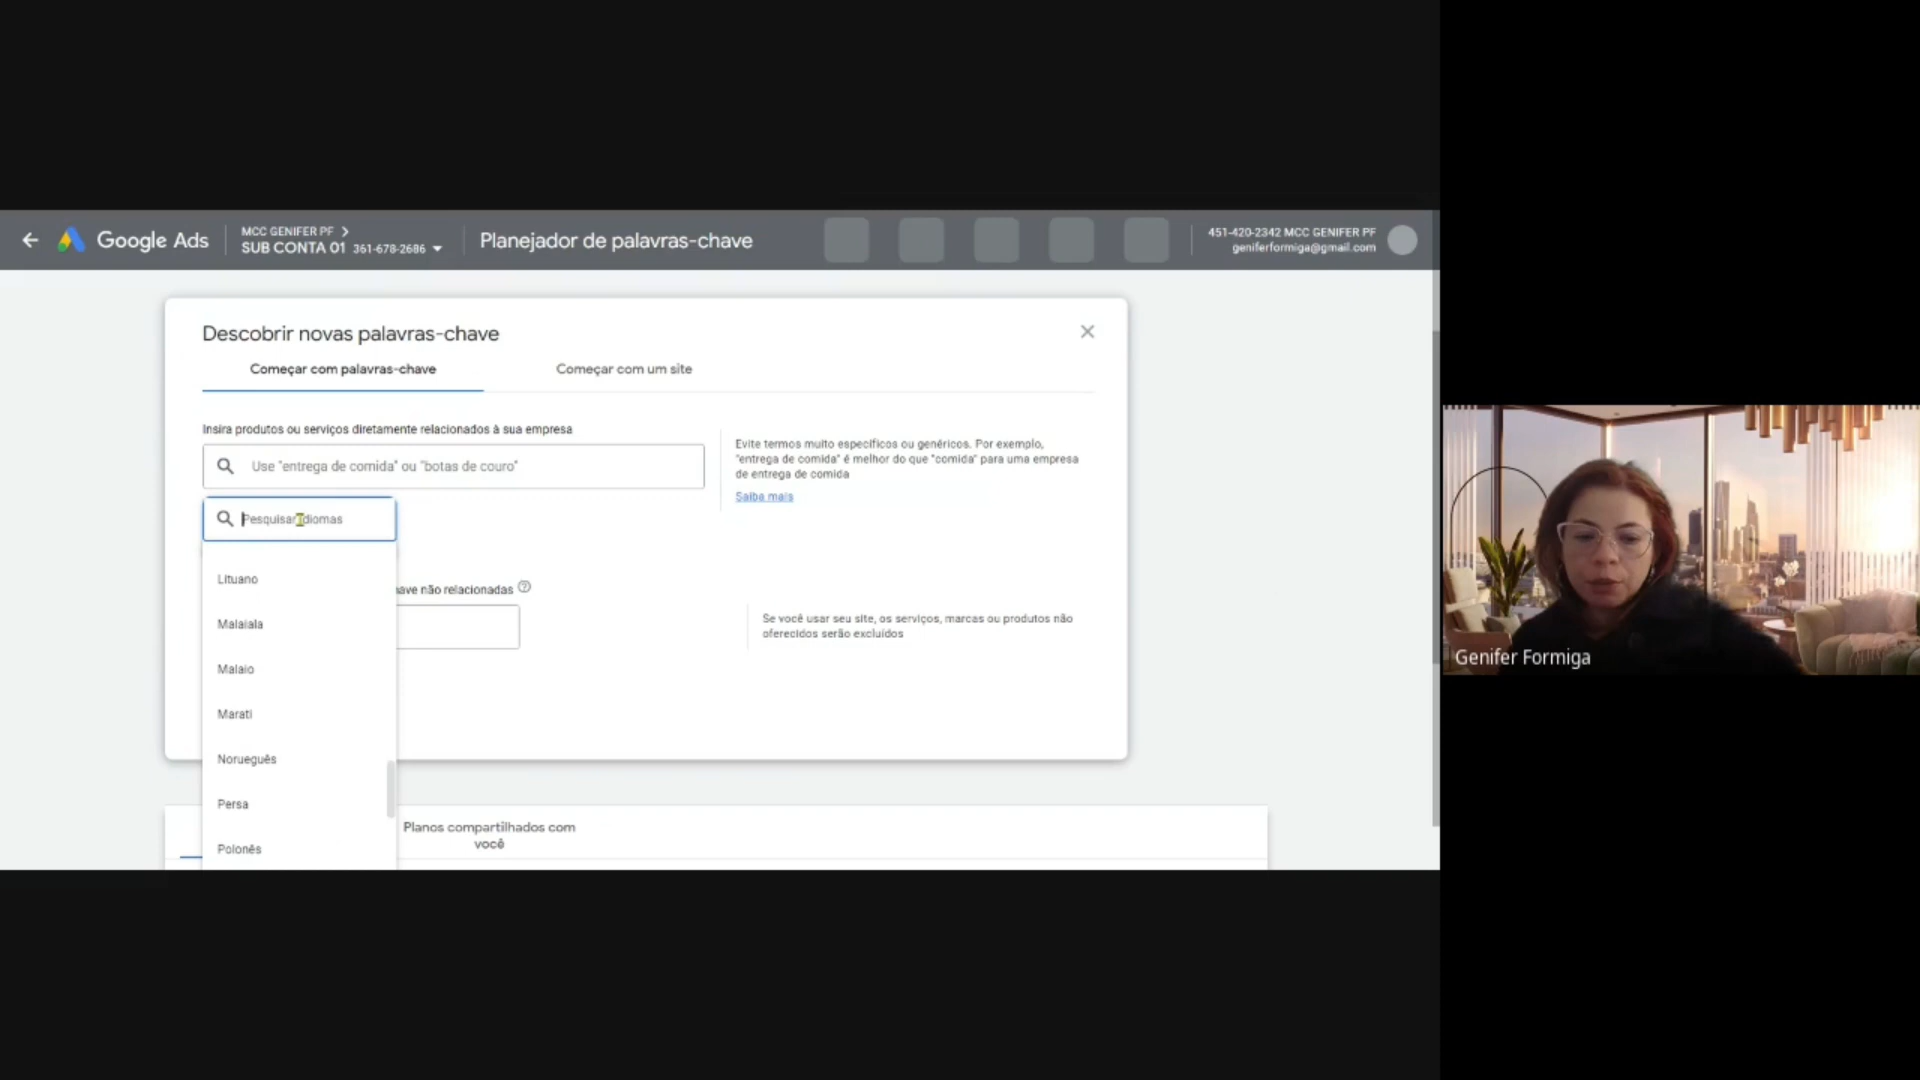 Google Ads
MCC GENIFER PF
SUB CONTA 01 361-678-2686
Planejador de palavras-chave
451-420-2342 MCC GENIFER PF
geniferformiga@gmail.com
Descobrir novas palavras-chave
Começar com palavras-chave
Começar com um site
Insira produtos ou serviços diretamente relacionados à sua empresa
Use "entrega de comida" ou "botas de couro"
Evite termos muito específicos ou genéricos. Por exemplo,
"entrega de comida" é melhor do que "comida" para uma empresa
de entrega de comida
Saiba mais
Pesquisar idiomas
Lituano
Malaiala
Malaio
Marati
Norueguês
Persa
Polonês
ave não relacionadas
Se você usar seu site, os serviços, marcas ou produtos não
oferecidos serão excluídos
Planos compartilhados com
você
Genifer Formiga